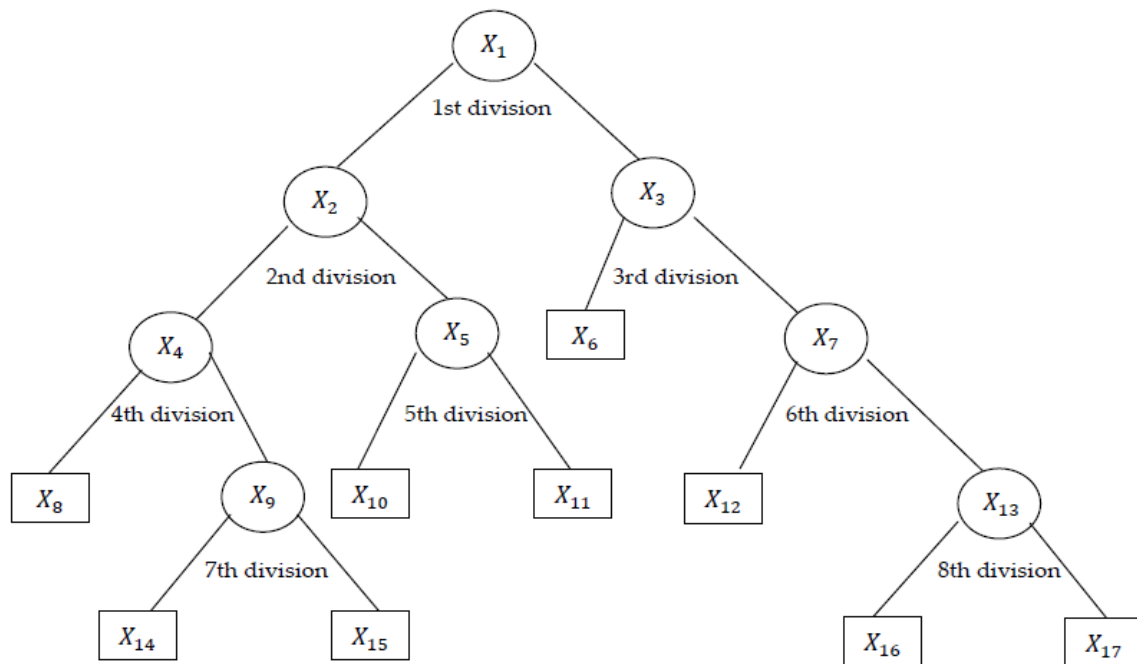 X₁
1st division
X₂
X₃
2nd division
3rd division
X₄
X₅
X₆
X₇
4th division
5th division
6th division
X₈
X₉
X₁₀
X₁₁
X₁₂
X₁₃
7th division
8th division
X₁₄
X₁₅
X₁₆
X₁₇